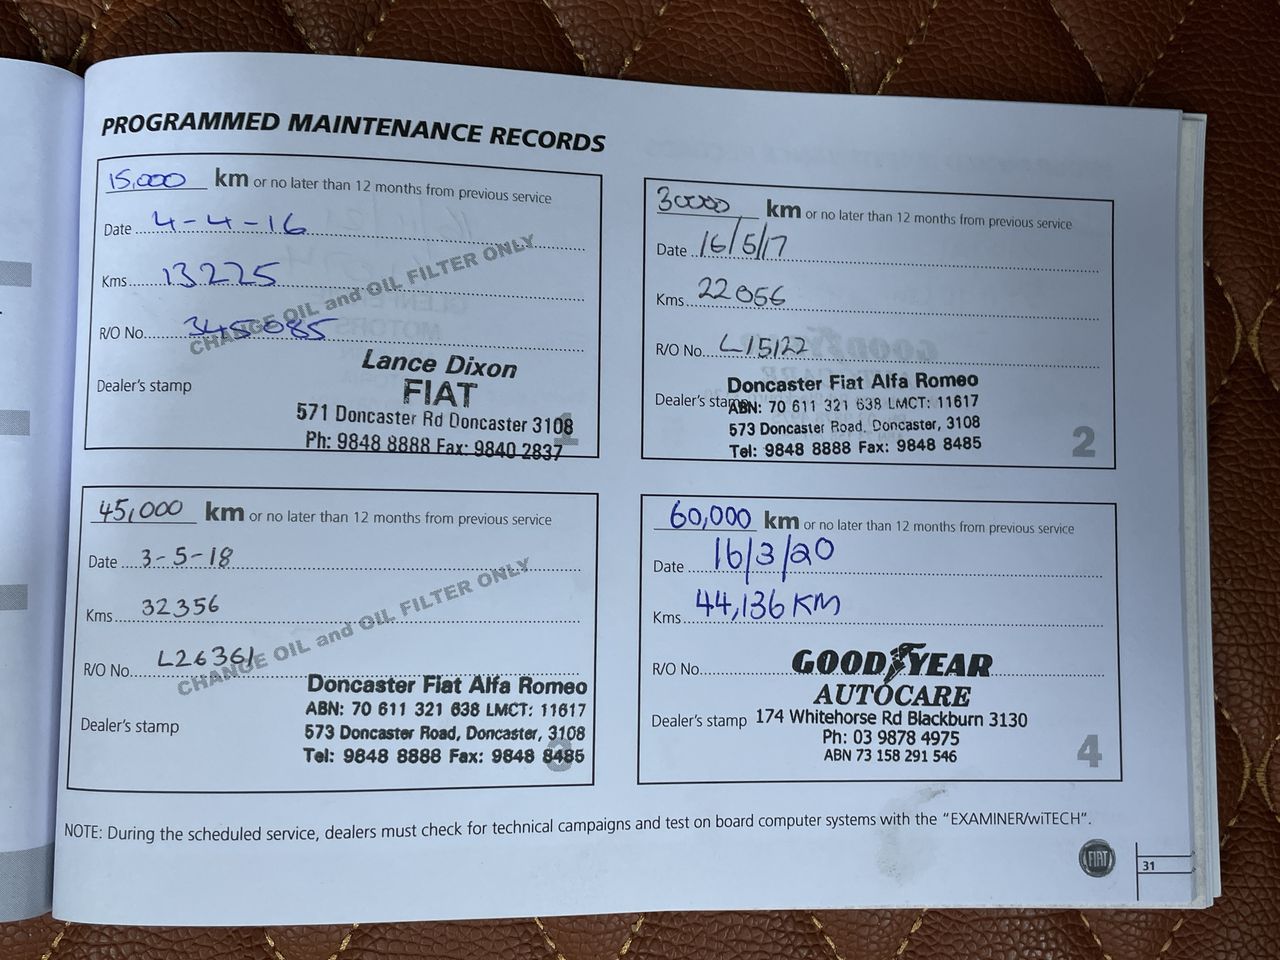 PROGRAMMED MAINTENANCE RECORDS
15,000 km or no later than 12 months from previous service
Date 4-4-16
Kms 13225
R/O No. 345085
CHANGE OIL and OIL FILTER ONLY
Dealer's stamp
Lance Dixon
FIAT
571 Doncaster Rd Doncaster 3108
Ph: 9848 8888 Fax: 9840 2837
1
30000 km or no later than 12 months from previous service
Date 16/5/17
Kms 22056
R/O No. L15122
Dealer's stamp
Doncaster Fiat Alfa Romeo
ABN: 70 611 321 638 LMCT: 11617
573 Doncaster Road, Doncaster, 3108
Tel: 9848 8888 Fax: 9848 8485
2
45,000 km or no later than 12 months from previous service
Date 3-5-18
Kms 32356
R/O No. L26361
CHANGE OIL and OIL FILTER ONLY
Dealer's stamp
Doncaster Fiat Alfa Romeo
ABN: 70 611 321 638 LMCT: 11617
573 Doncaster Road, Doncaster, 3108
Tel: 9848 8888 Fax: 9848 8485
3
60,000 km or no later than 12 months from previous service
Date 16/3/20
Kms 44,136 KM
R/O No.
Dealer's stamp
GOODYEAR
AUTOCARE
174 Whitehorse Rd Blackburn 3130
Ph: 03 9878 4975
ABN 73 158 291 546
4
NOTE: During the scheduled service, dealers must check for technical campaigns and test on board computer systems with the "EXAMINER/wiTECH".
FIAT
31